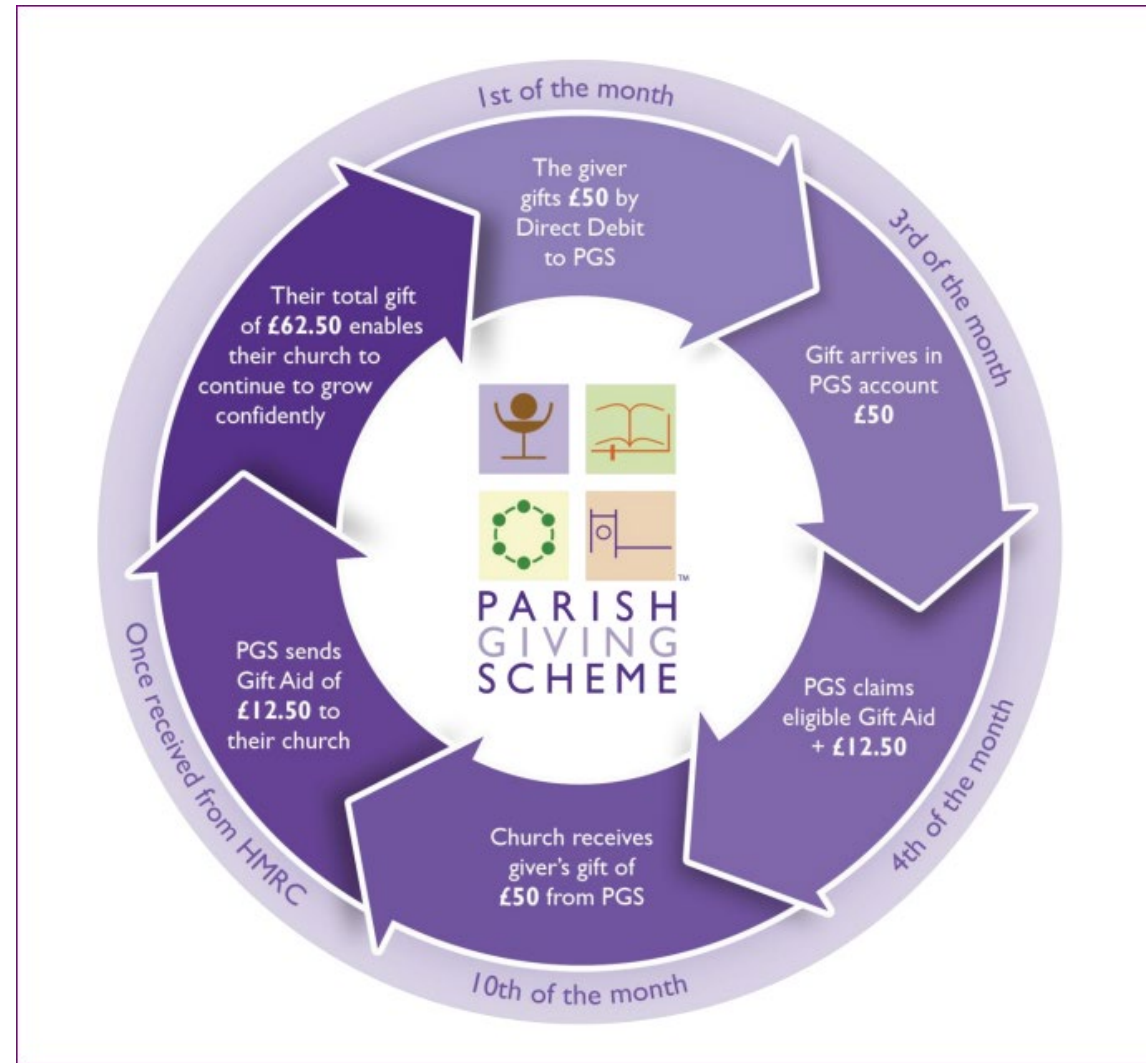 1st of the month
The giver
gifts £50 by
Direct Debit
to PGS
3rd of the month
Gift arrives in
PGS account
£50
4th of the month
PGS claims
eligible Gift Aid
+ £12.50
10th of the month
Church receives
giver's gift of
£50 from PGS
Once received from HMRC
PGS sends
Gift Aid of
£12.50 to
their church
Their total gift
of £62.50 enables
their church to
continue to grow
confidently
PARISH
GIVING
SCHEME
TM